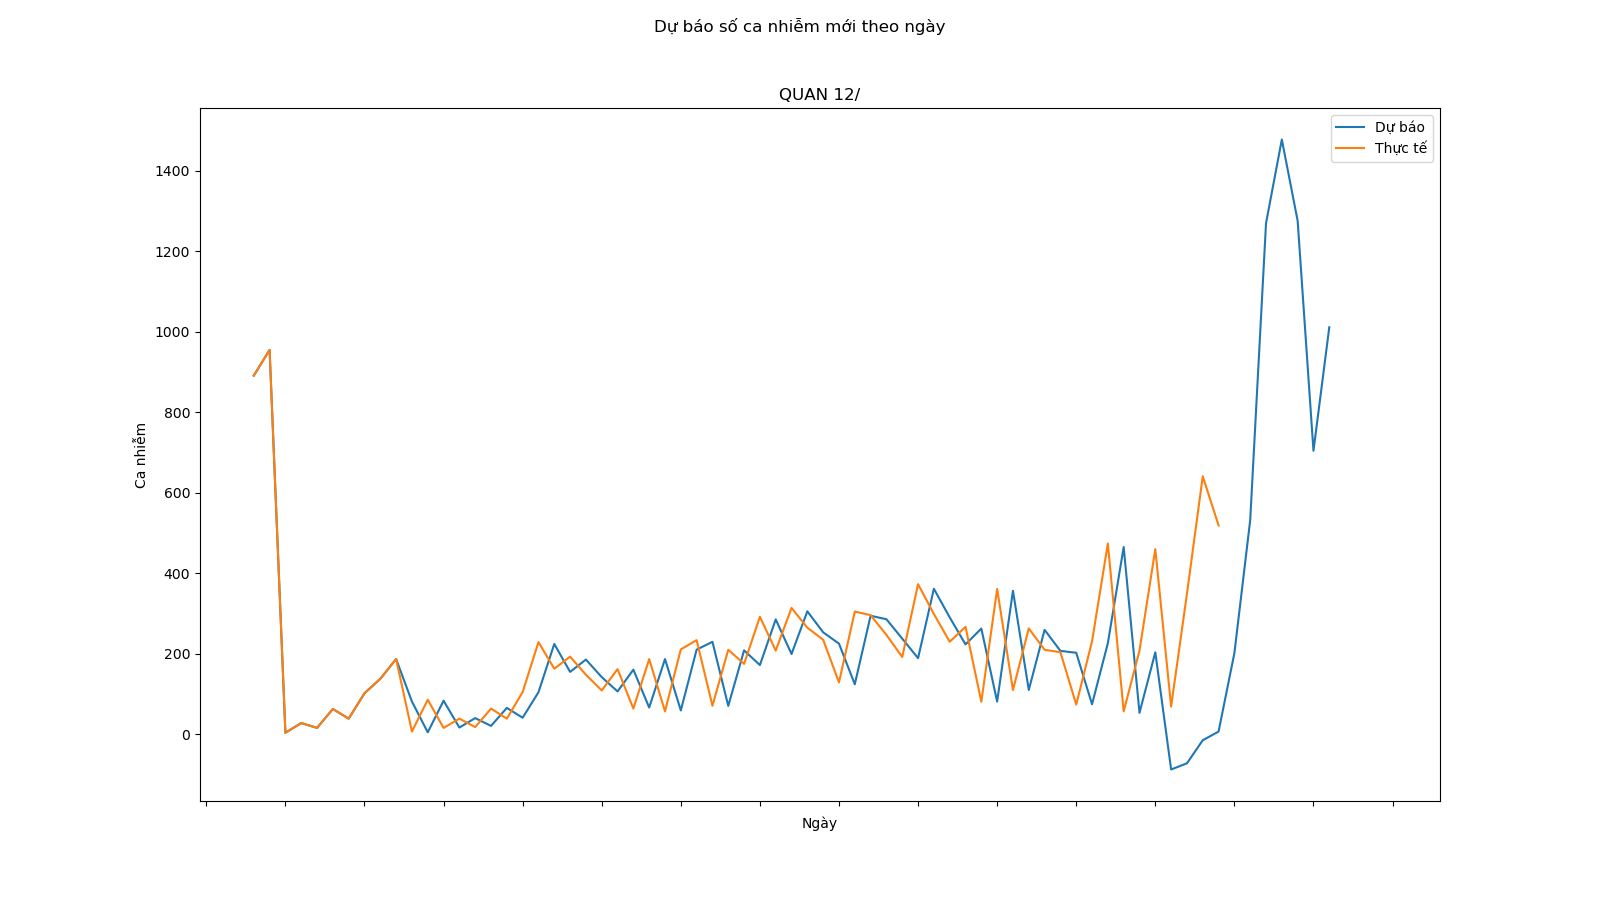 Dự báo số ca nhiễm mới theo ngày
QUAN 12/
Dự báo
Thực tế
1400
1200
1000
800
600
400
200
0
Ca nhiễm
Ngày